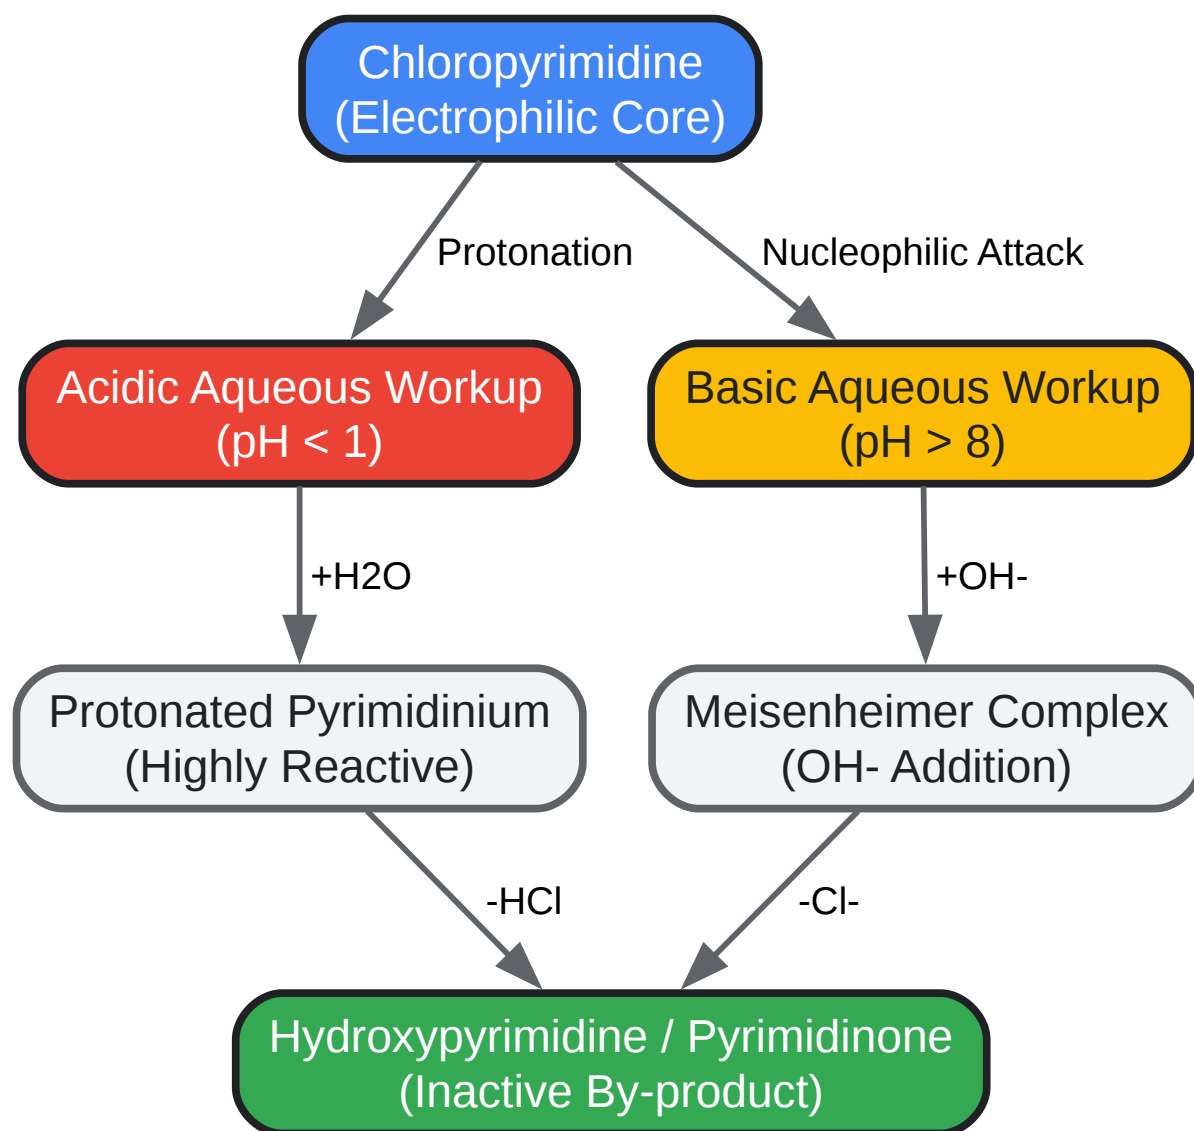 Chloropyrimidine
(Electrophilic Core)
Protonation
Nucleophilic Attack
Acidic Aqueous Workup
(pH < 1)
Basic Aqueous Workup
(pH > 8)
+H2O
+OH-
Protonated Pyrimidinium
(Highly Reactive)
Meisenheimer Complex
(OH- Addition)
-HCl
-Cl-
Hydroxypyrimidine / Pyrimidinone
(Inactive By-product)